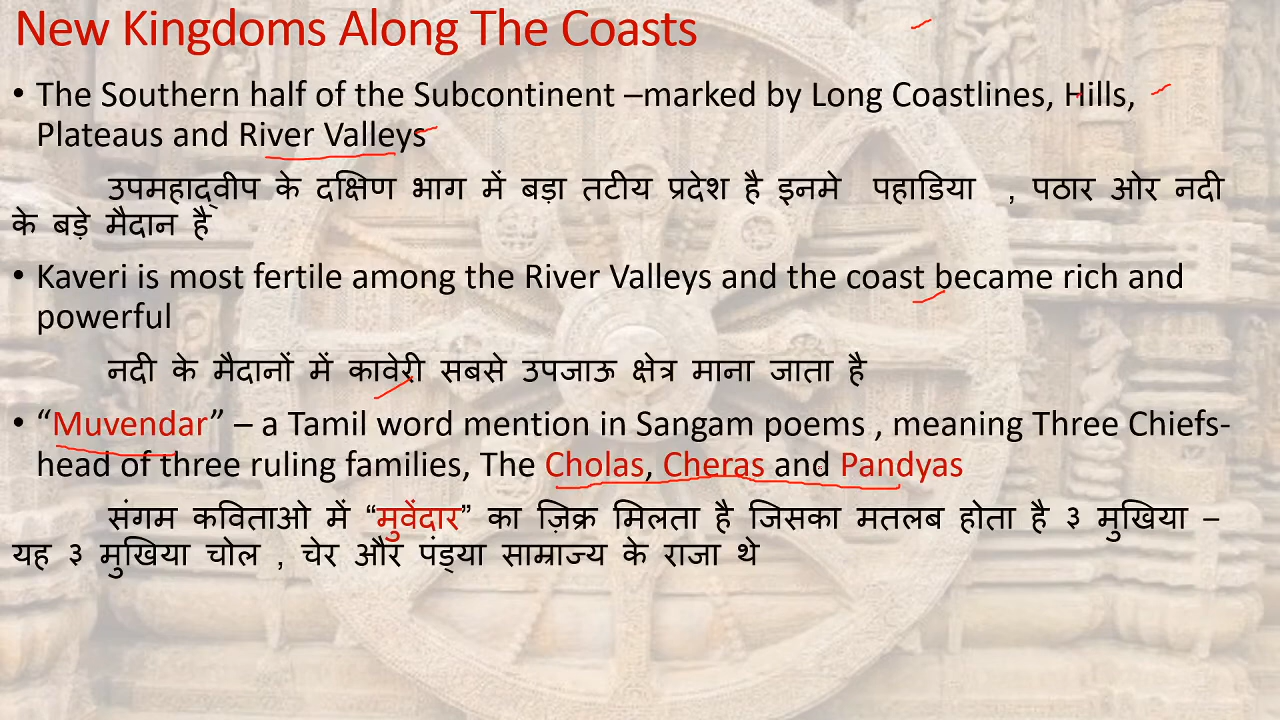 New Kingdoms Along The Coasts
• The Southern half of the Subcontinent –marked by Long Coastlines, Hills,
Plateaus and River Valleys
उपमहाद्वीप के दक्षिण भाग में बड़ा तटीय प्रदेश है इनमे पहाडिया , पठार ओर नदी
के बड़े मैदान है
• Kaveri is most fertile among the River Valleys and the coast became rich and
powerful
नदी के मैदानों में कावेरी सबसे उपजाऊ क्षेत्र माना जाता है
• “Muvendar” – a Tamil word mention in Sangam poems , meaning Three Chiefs-
head of three ruling families, The Cholas, Cheras and Pandyas
संगम कविताओ में “मुवेंदार” का ज़िक्र मिलता है जिसका मतलब होता है ३ मुखिया –
यह ३ मुखिया चोल , चेर और पंड्या साम्राज्य के राजा थे